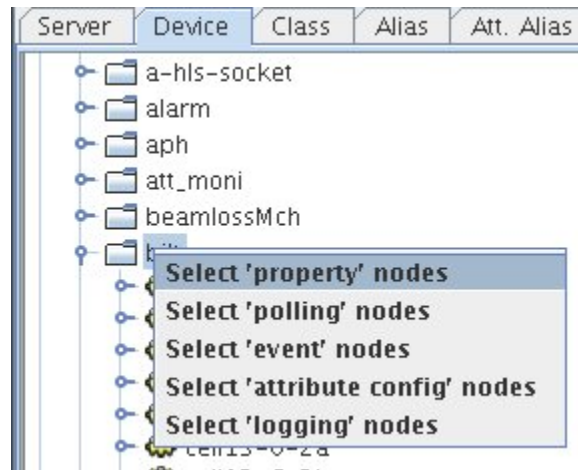 Server Device Class Alias Att. Alias
a-hls-socket
alarm
aph
att_moni
beamlossMch
Select 'property' nodes
Select 'polling' nodes
Select 'event' nodes
Select 'attribute config' nodes
Select 'logging' nodes